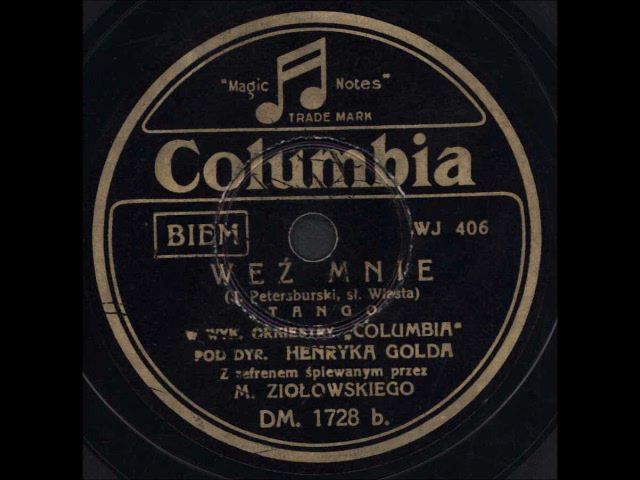 "Magic Notes"
TRADE MARK
Columbia
BIEM
WJ 406
WEŹ MNIE
(J. Petersburski, sł. Własta)
TANGO
W WYK. ORKIESTRY „COLUMBIA"
POD DYR. HENRYKA GOLDA
Z refrenem śpiewanym przez
M. ZIOŁOWSKIEGO
DM. 1728 b.